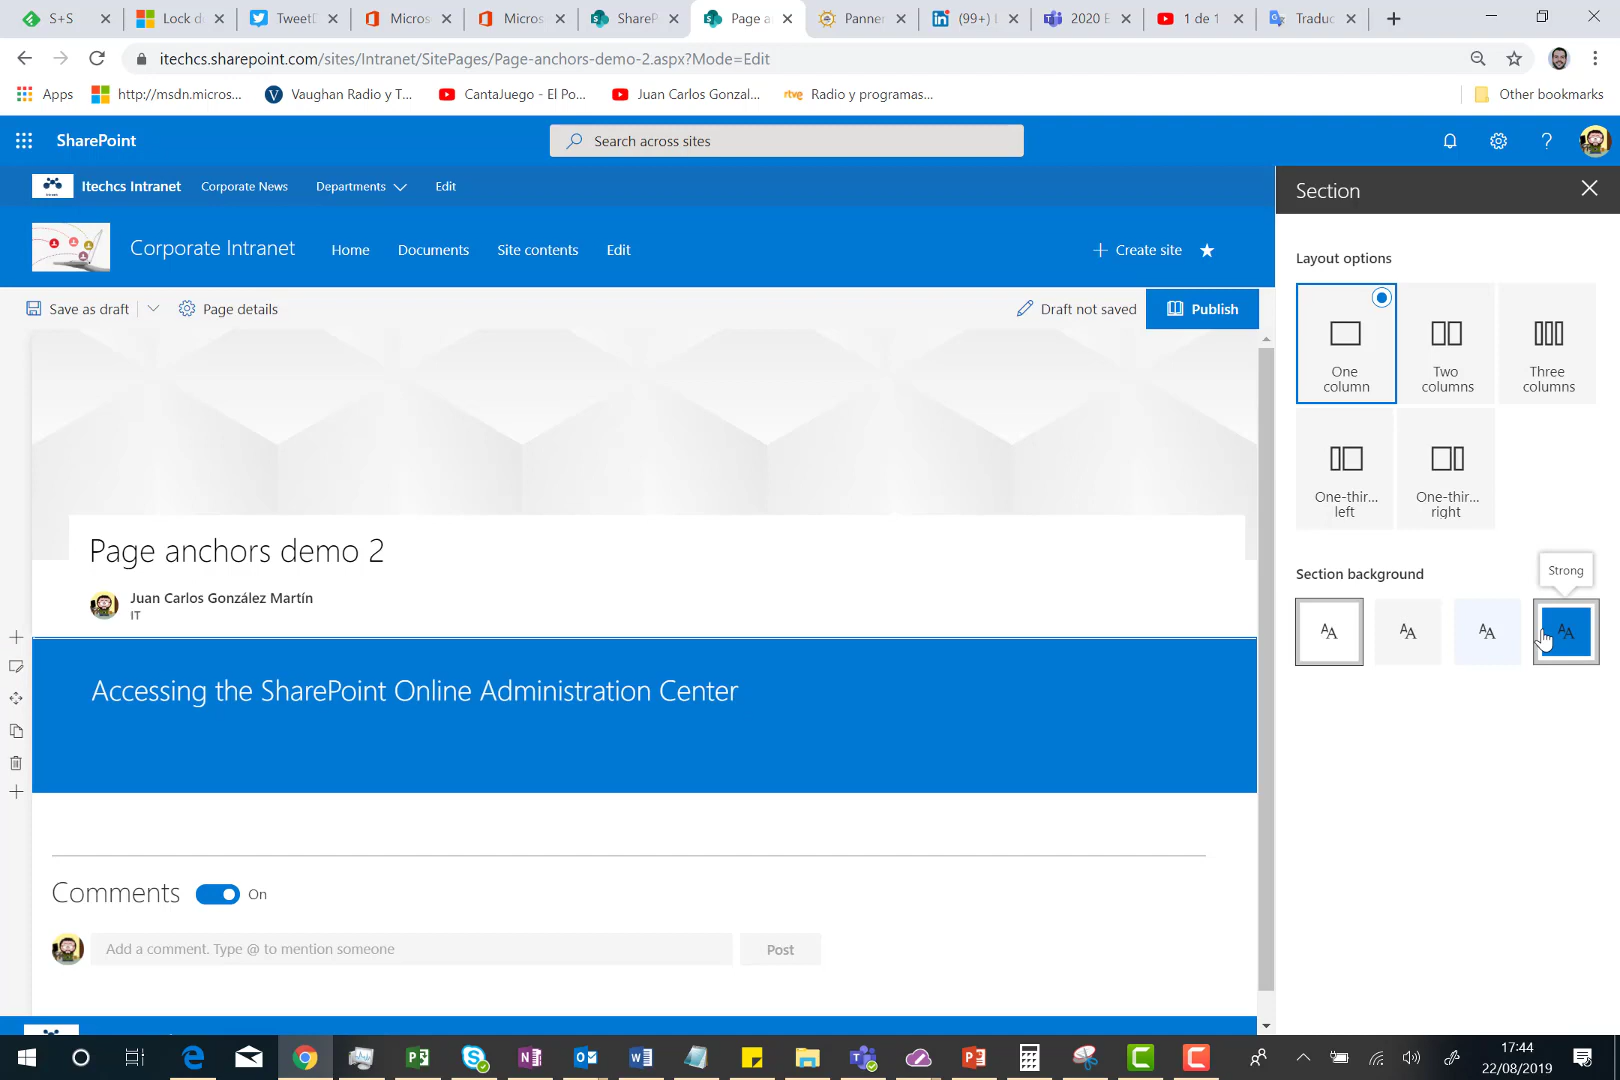 S+S
Lock d
TweetD
Micros
Micros
ShareP
Page a
Panner
(99+)
2020 E
1 de 1
Traduc
itechcs.sharepoint.com/sites/Intranet/SitePages/Page-anchors-demo-2.aspx?Mode=Edit
Apps
http://msdn.micros...
Vaughan Radio y T...
CantaJuego - El Po...
Juan Carlos Gonzal...
rtve Radio y programas...
Other bookmarks
SharePoint
Search across sites
Itechcs Intranet
Corporate News
Departments
Edit
Corporate Intranet
Home
Documents
Site contents
Edit
Create site
Save as draft
Page details
Draft not saved
Publish
Page anchors demo 2
Juan Carlos González Martín
IT
Accessing the SharePoint Online Administration Center
Comments
On
Add a comment. Type @ to mention someone
Post
Section
Layout options
One
column
Two
columns
Three
columns
One-thir...
left
One-thir...
right
Section background
Strong
AA
AA
AA
AA
17:44
22/08/2019